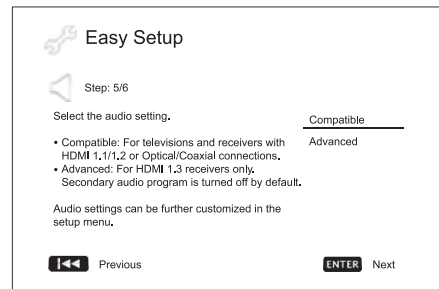 Easy Setup
Step: 5/6
Select the audio setting.
• Compatible: For televisions and receivers with
HDMI 1.1/1.2 or Optical/Coaxial connections.
• Advanced: For HDMI 1.3 receivers only.
Secondary audio program is turned off by default.
Audio settings can be further customized in the
setup menu.
Compatible
Advanced
Previous
ENTER Next